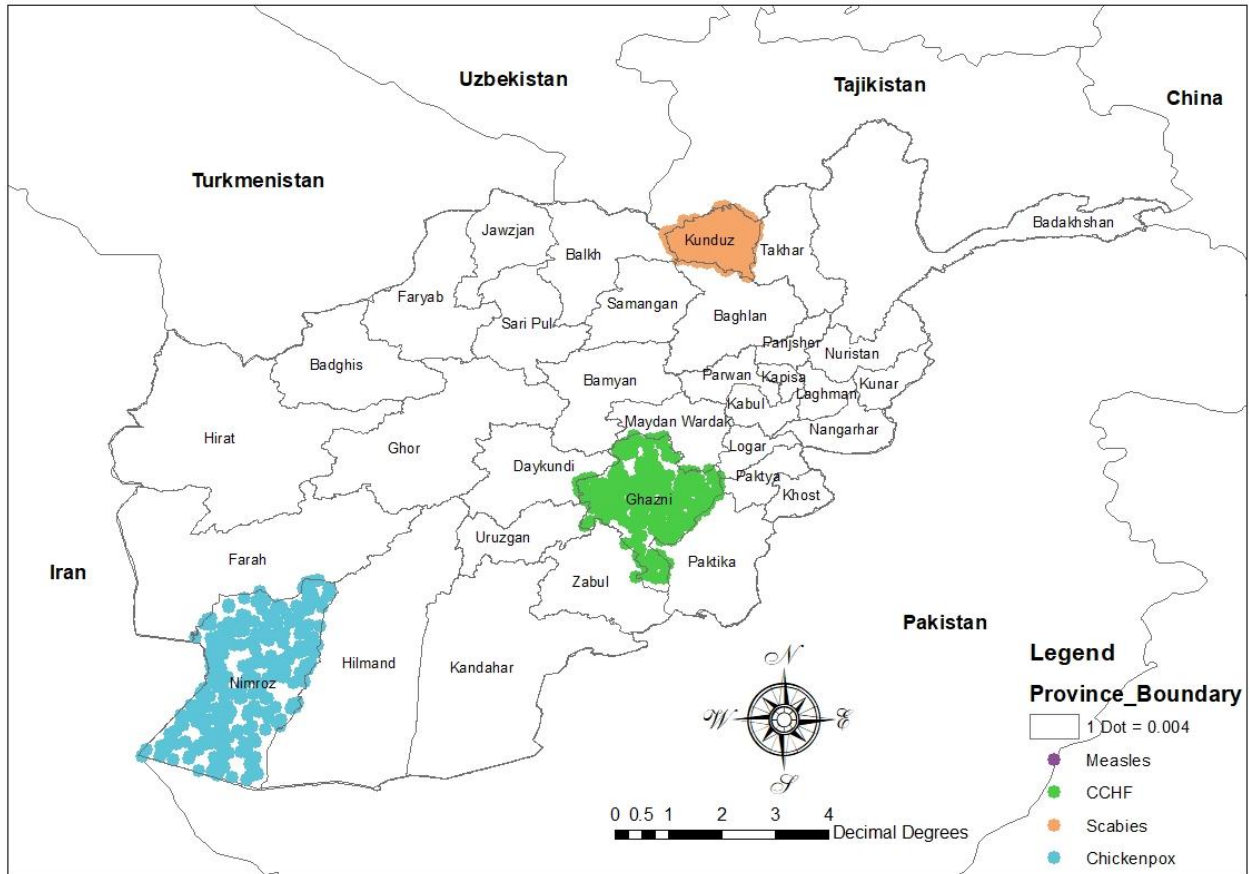 Uzbekistan
Tajikistan
China
Turkmenistan
Badakhshan
Jawzjan
Kunduz
Takhar
Balkh
Faryab
Samangan
Sari Pul
Baghlan
Panjsher
Nuristan
Badghis
Bamyan
Parwan
Kapisa
Kunar
Laghman
Kabul
Maydan Wardak
Nangarhar
Hirat
Ghor
Logar
Daykundi
Paktya
Ghazni
Khost
Uruzgan
Farah
Paktika
Iran
Zabul
Pakistan
Hilmand
Kandahar
Nimroz
N
W
E
S
Legend
Province_Boundary
1 Dot = 0.004
Measles
CCHF
Scabies
Chickenpox
0 0.5 1 2 3 4
Decimal Degrees